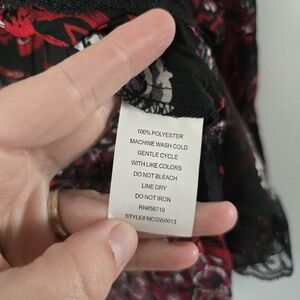 100% POLYESTER
MACHINE WASH COLD
GENTLE CYCLE
WITH LIKE COLORS
DO NOT BLEACH
LINE DRY
DO NOT IRON
RN#58719
STYLE# MCGW0013